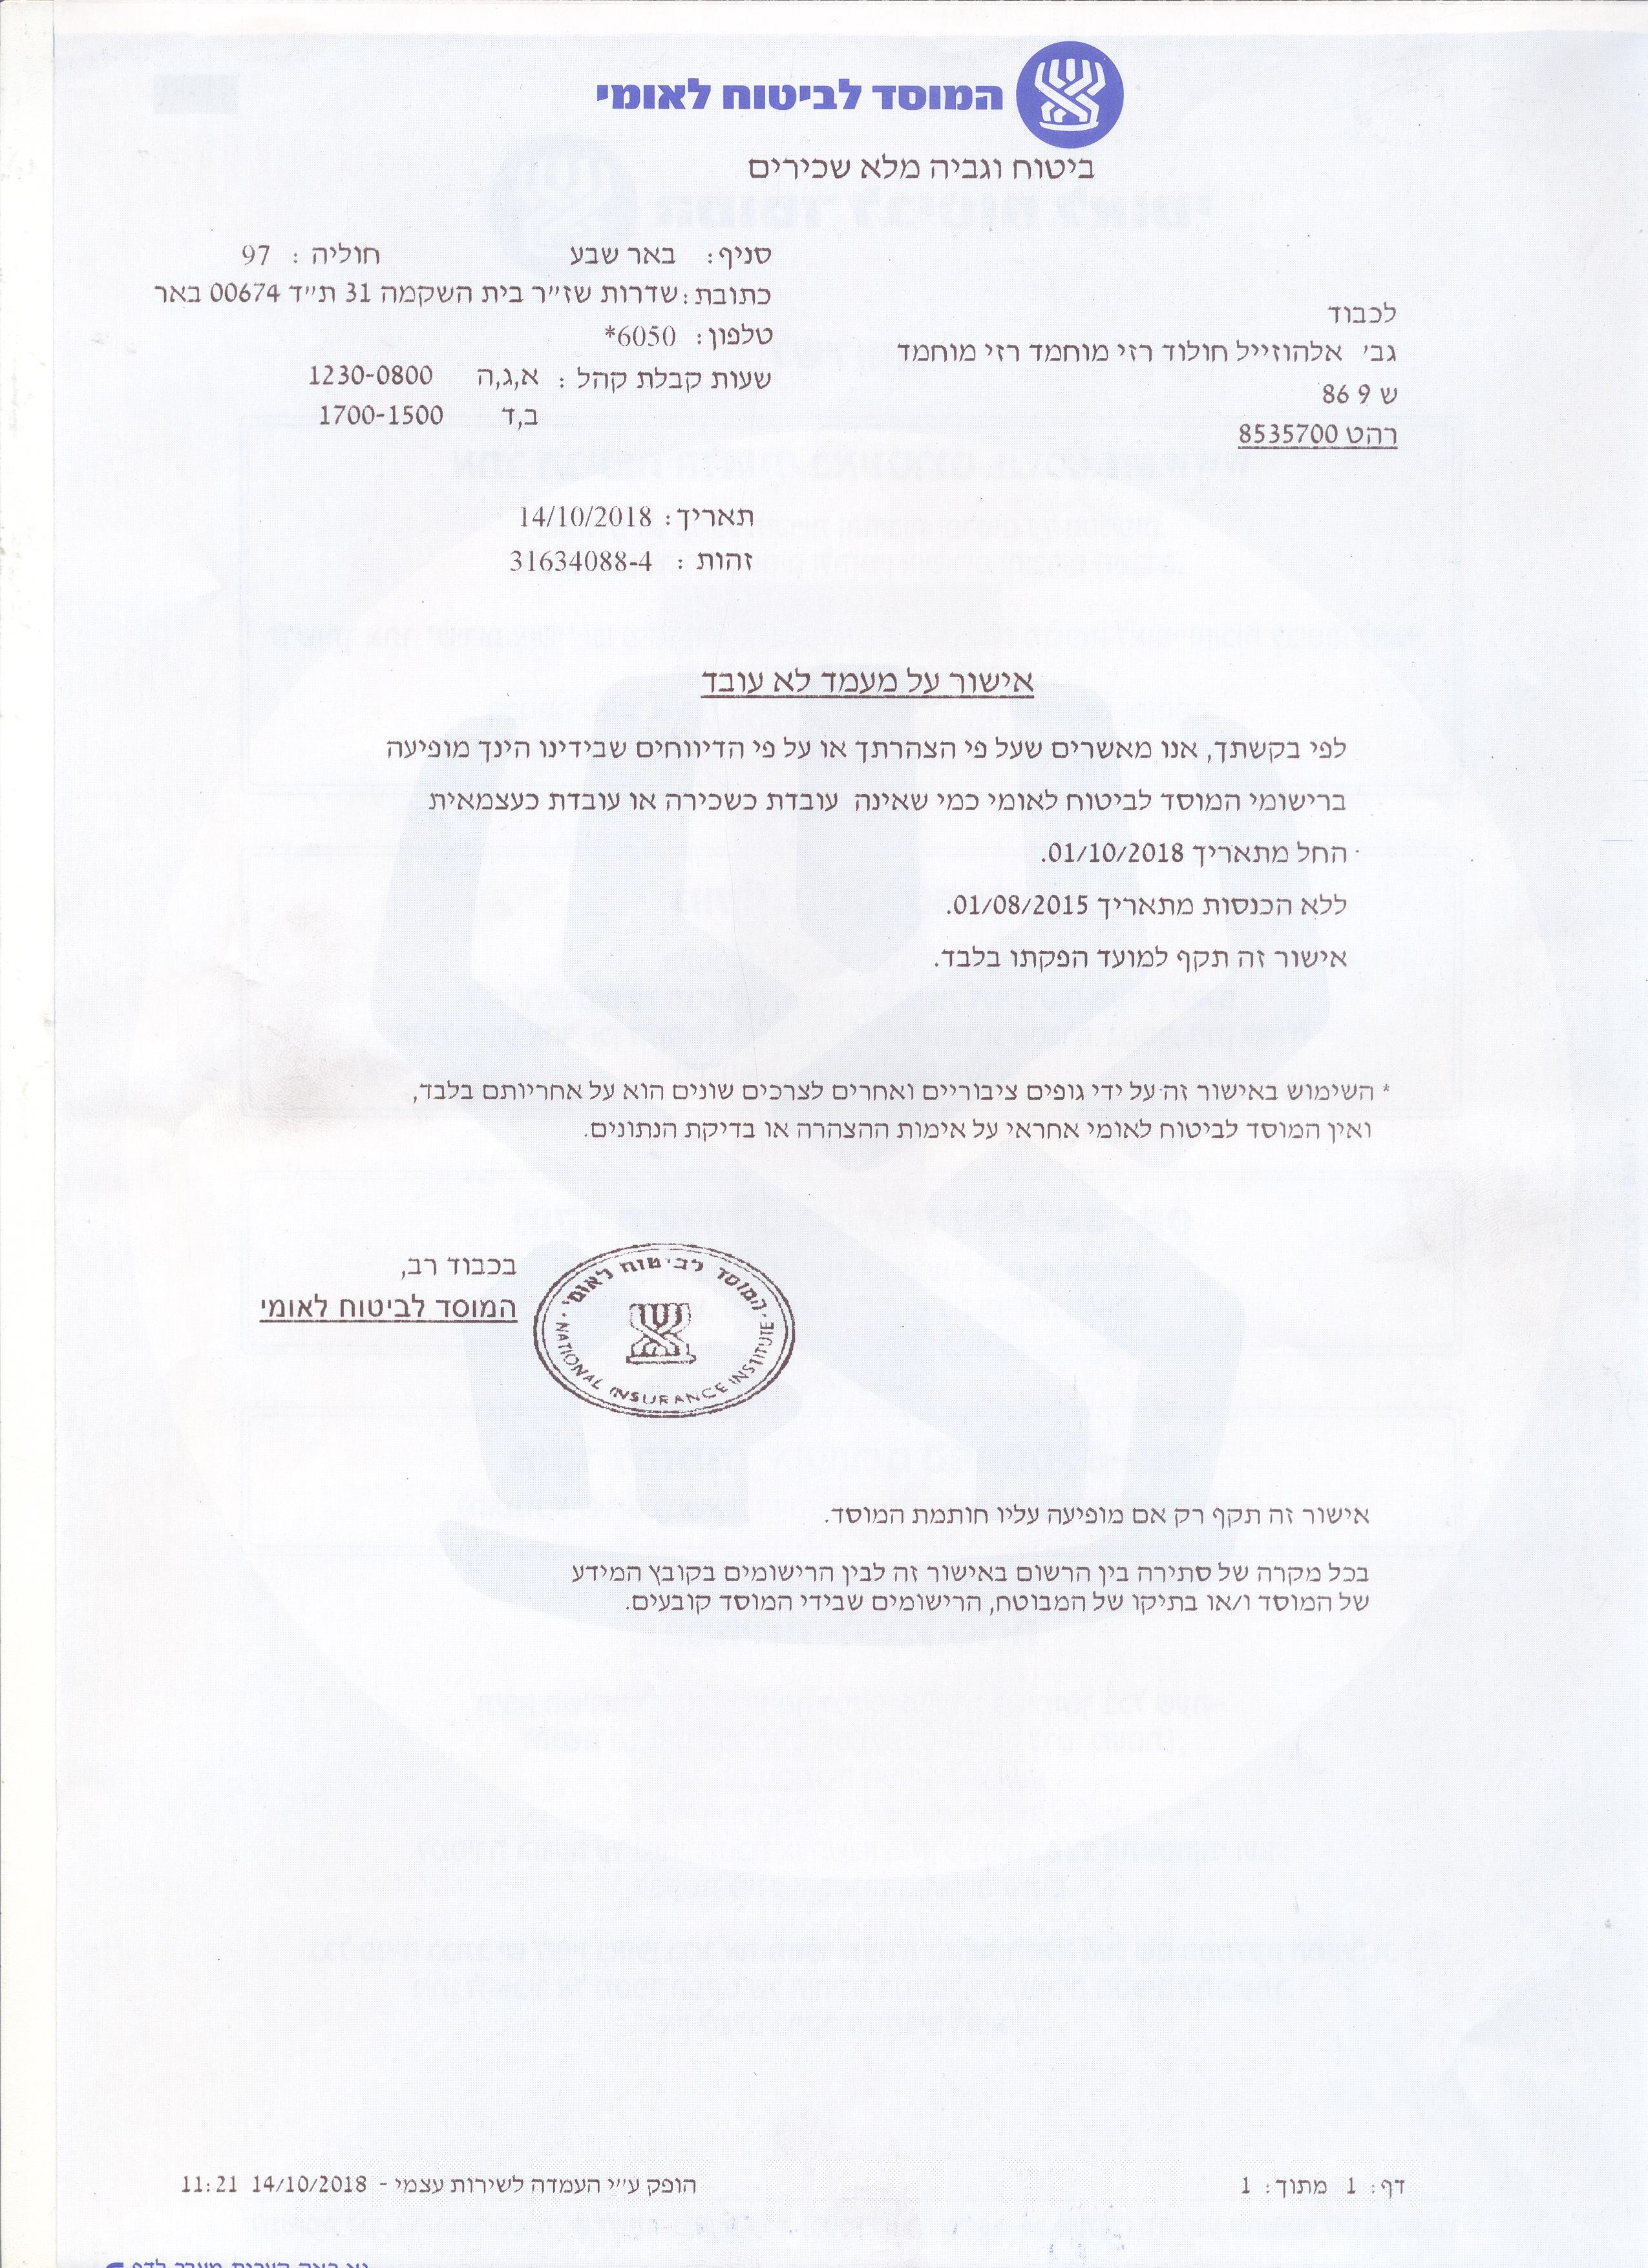 המוסד לביטוח לאומי
ביטוח וגביה מלא שכירים
סניף: באר שבע חוליה : 97
כתובת: שדרות שז״ר בית השקמה 31 ת״ד 00674 באר
טלפון: 6050*
שעות קבלת קהל : א,ג,ה 1230-0800
ב,ד 1700-1500
לכבוד
גב' אלהוזייל חולוד רזי מוחמד רזי מוחמד
ש 9 86
רהט 8535700
תאריך: 14/10/2018
זהות : 31634088-4
אישור על מעמד לא עובד
לפי בקשתך, אנו מאשרים שעל פי הצהרתך או על פי הדיווחים שבידינו הינך מופיעה
ברישומי המוסד לביטוח לאומי כמי שאינה עובדת כשכירה או עובדת כעצמאית
החל מתאריך 01/10/2018.
ללא הכנסות מתאריך 01/08/2015.
אישור זה תקף למועד הפקתו בלבד.
* השימוש באישור זה על ידי גופים ציבוריים ואחרים לצרכים שונים הוא על אחריותם בלבד,
ואין המוסד לביטוח לאומי אחראי על אימות ההצהרה או בדיקת הנתונים.
בכבוד רב,
המוסד לביטוח לאומי
המוסד לביטוח לאומי
NATIONAL INSURANCE INSTITUTE
אישור זה תקף רק אם מופיעה עליו חותמת המוסד.
בכל מקרה של סתירה בין הרשום באישור זה לבין הרישומים בקובץ המידע
של המוסד ו/או בתיקו של המבוטח, הרישומים שבידי המוסד קובעים.
דף: 1 מתוך: 1
הופק ע״י העמדה לשירות עצמי - 14/10/2018 11:21